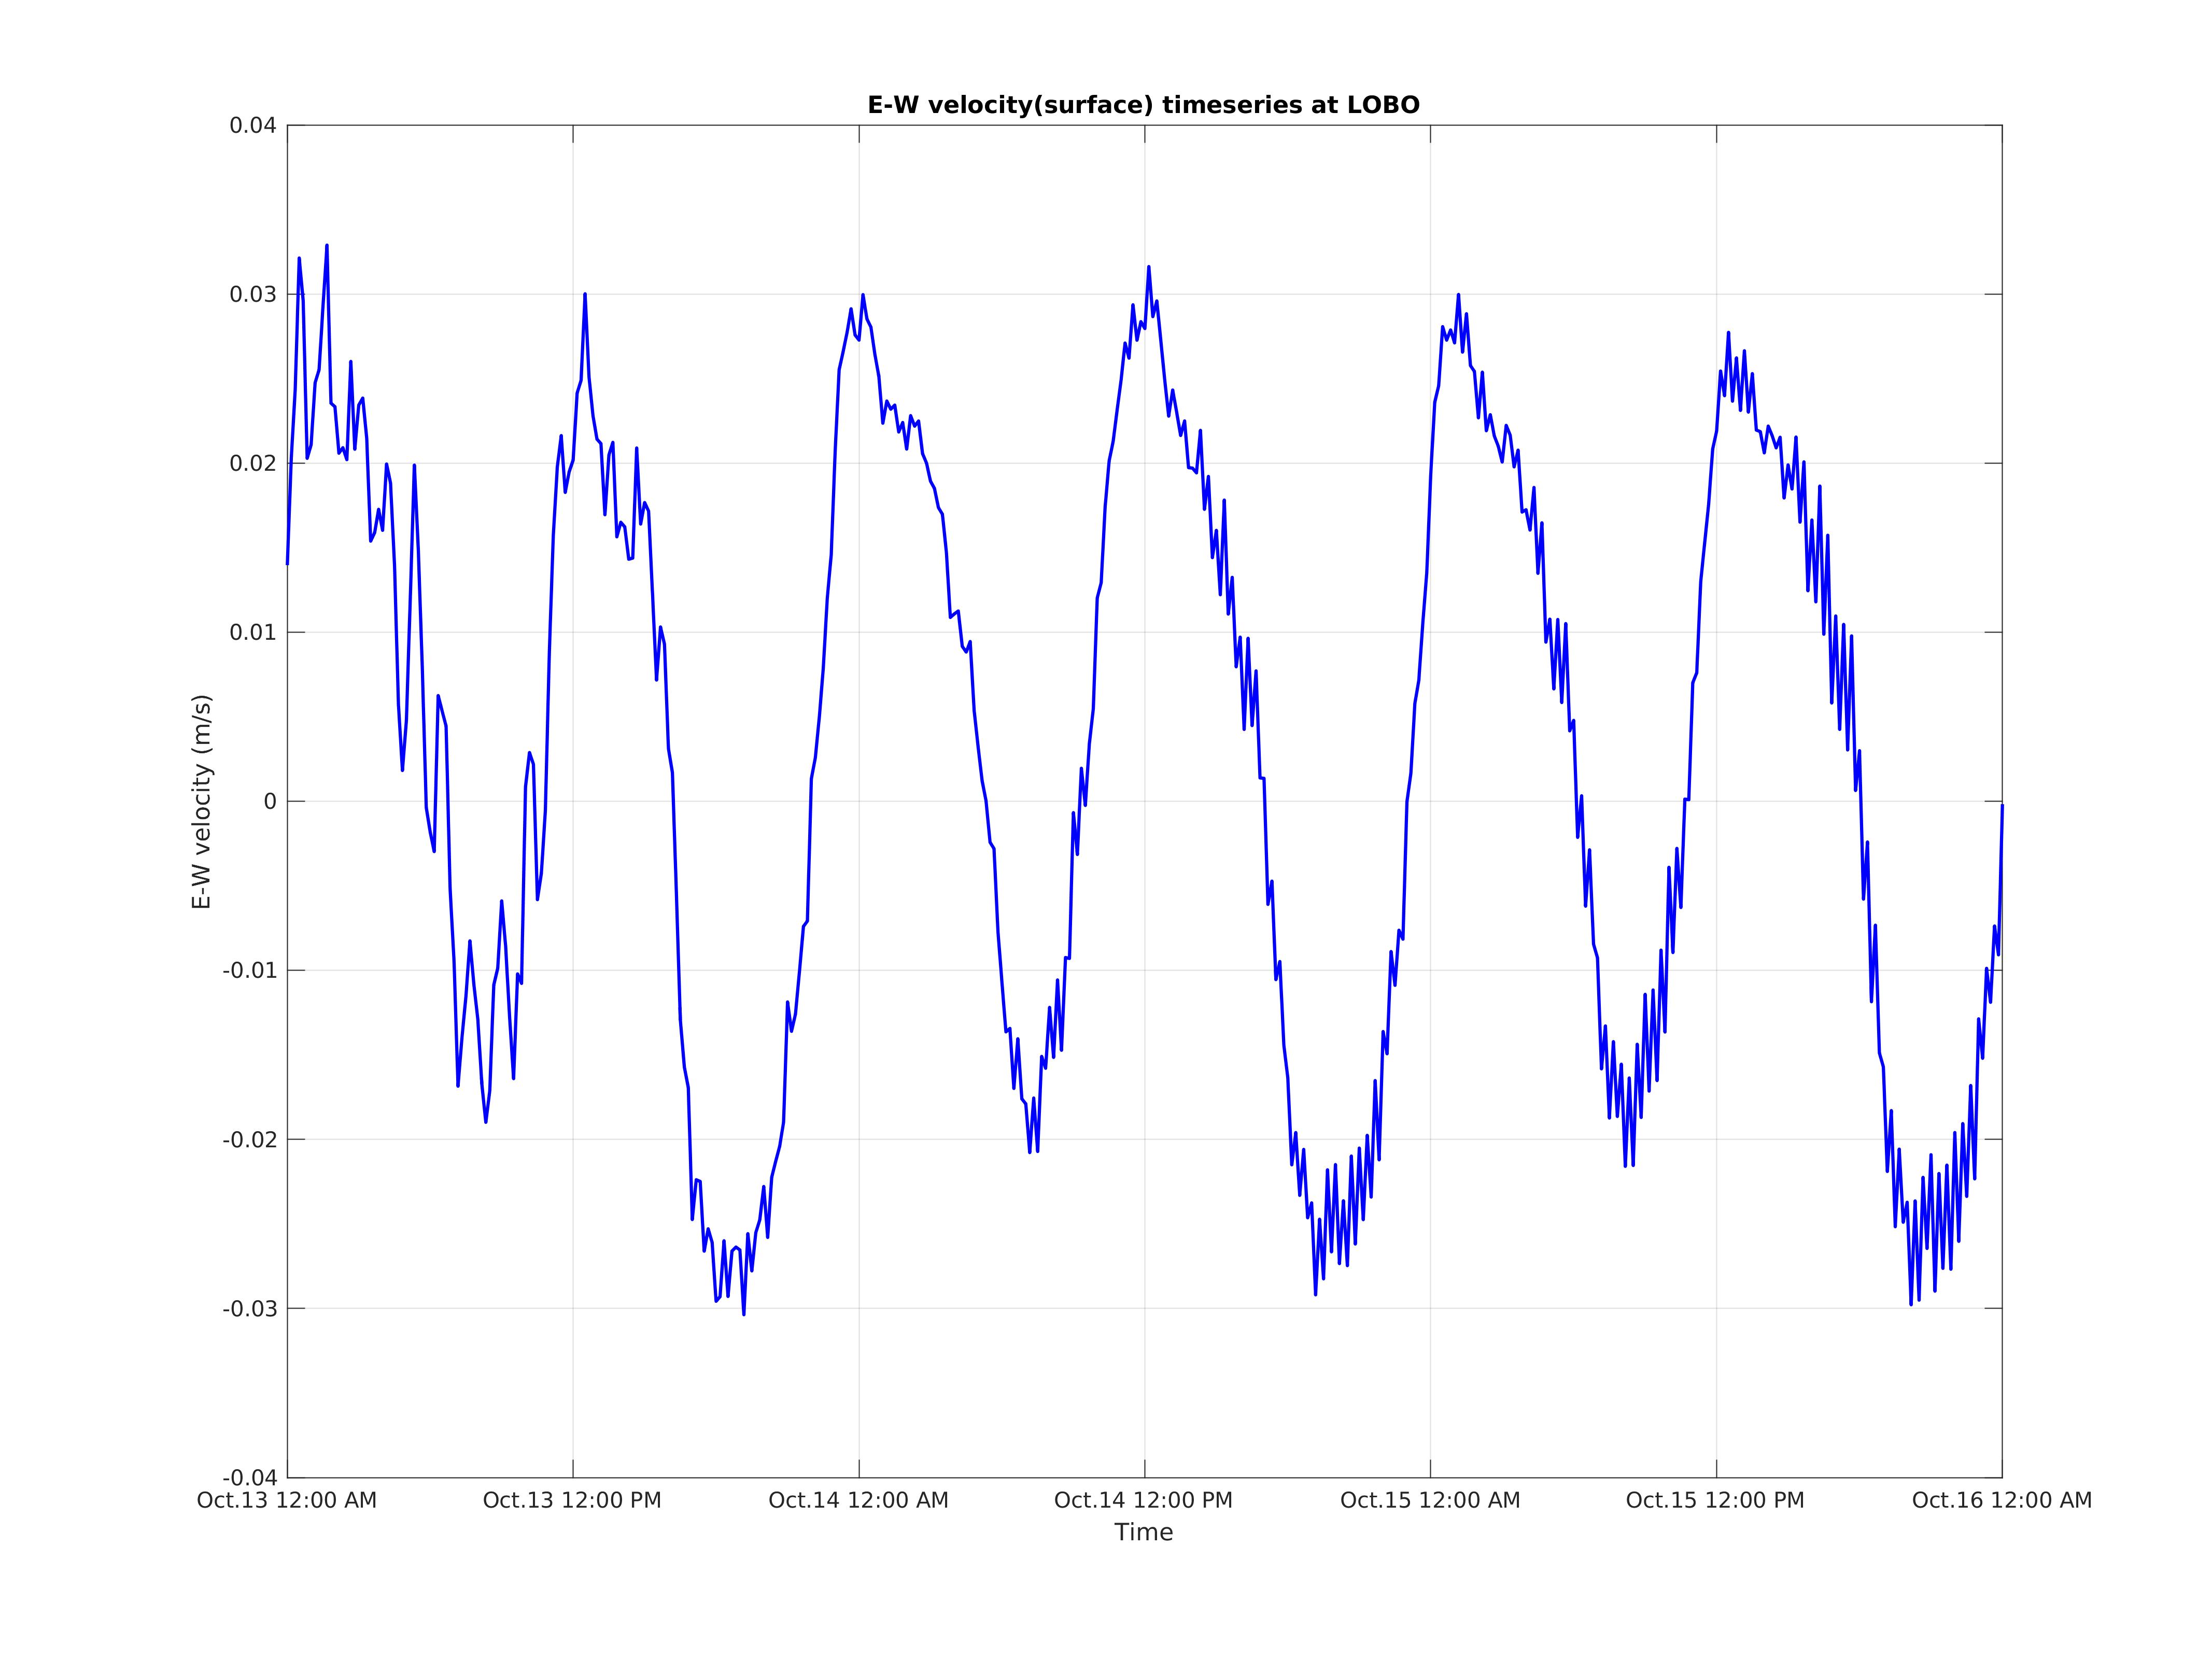 E-W velocity(surface) timeseries at LOBO
0.04
0.03
0.02
0.01
0
-0.01
-0.02
-0.03
-0.04
E-W velocity (m/s)
Oct.13 12:00 AM
Oct.13 12:00 PM
Oct.14 12:00 AM
Oct.14 12:00 PM
Oct.15 12:00 AM
Oct.15 12:00 PM
Oct.16 12:00 AM
Time